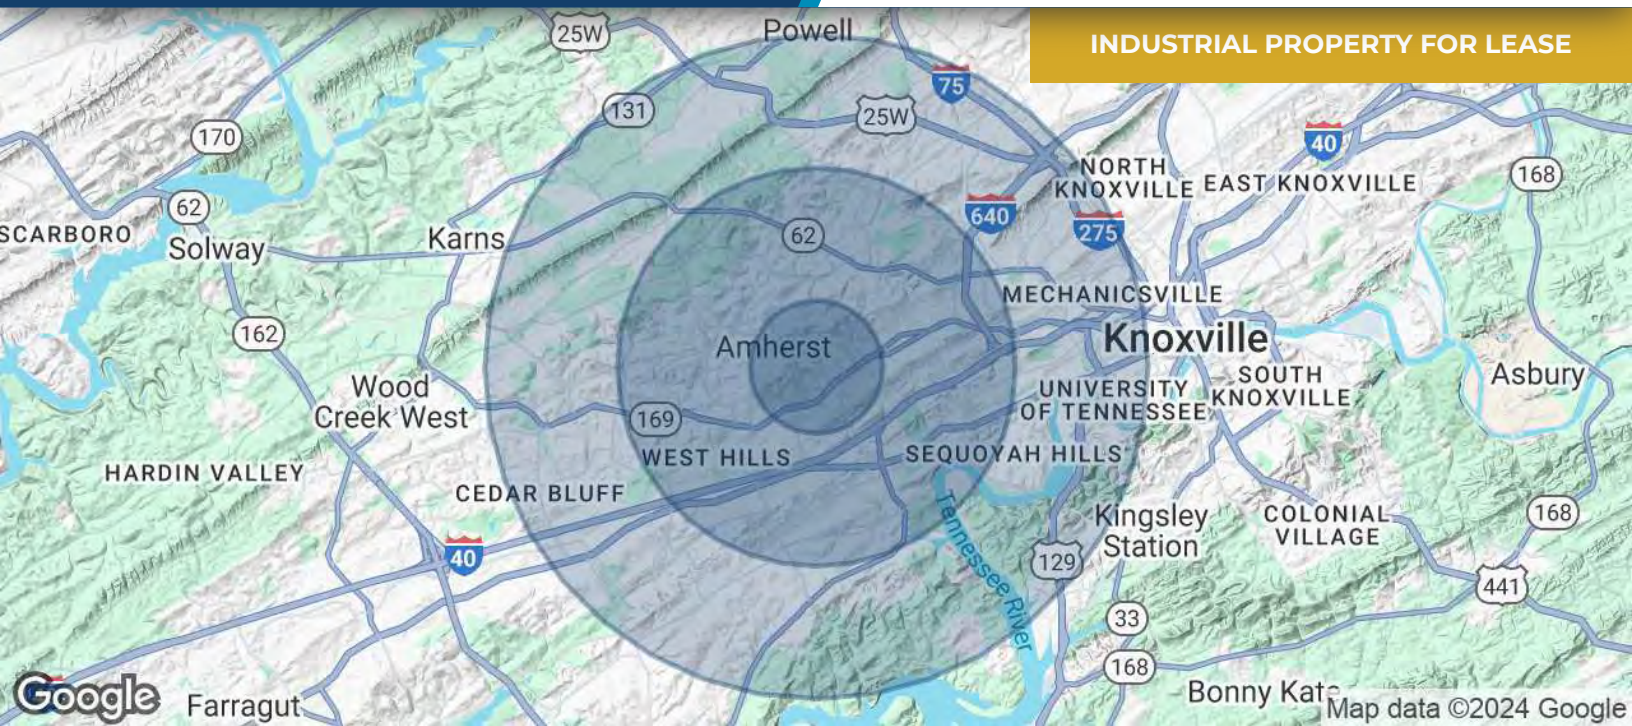 INDUSTRIAL PROPERTY FOR LEASE
25W
Powell
75
131
25W
170
40
NORTH
KNOXVILLE
EAST KNOXVILLE
168
62
640
SCARBORO
Solway
Karns
62
275
MECHANICSVILLE
162
Amherst
Knoxville
Wood
Creek West
UNIVERSITY
OF TENNESSEE
SOUTH
KNOXVILLE
Asbury
169
WEST HILLS
SEQUOYAH HILLS
HARDIN VALLEY
CEDAR BLUFF
Tennessee River
Kingsley
Station
COLONIAL
VILLAGE
168
40
129
441
33
168
Google
Farragut
Bonny Kate
Map data ©2024 Google